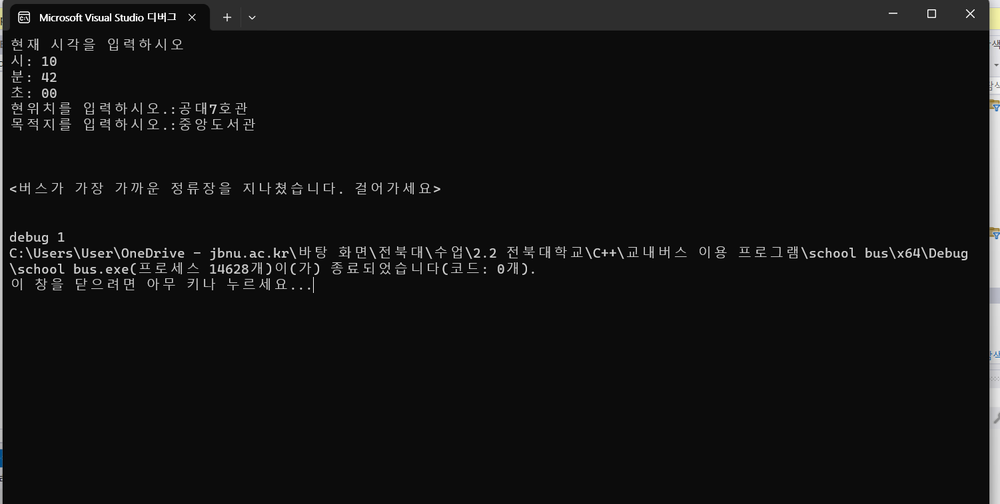 Microsoft Visual Studio 디버그
현재 시각을 입력하시오
시: 10
분: 42
초: 00
현위치를 입력하시오.:공대7호관
목적지를 입력하시오.:중앙도서관
<버스가 가장 가까운 정류장을 지나쳤습니다. 걸어가세요>
debug 1
C:\Users\User\OneDrive - jbnu.ac.kr\바탕 화면\전북대\수업\2.2 전북대학교\C++\교내버스 이용 프로그램\school bus\x64\Debug
\school bus.exe(프로세스 14628개)이(가) 종료되었습니다(코드: 0개).
이 창을 닫으려면 아무 키나 누르세요...